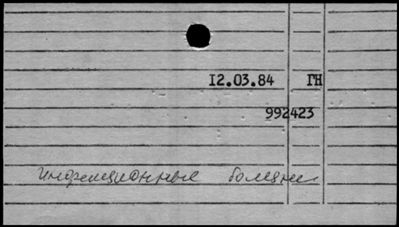 12.03.84 ГН
992423
инфекционные болезни